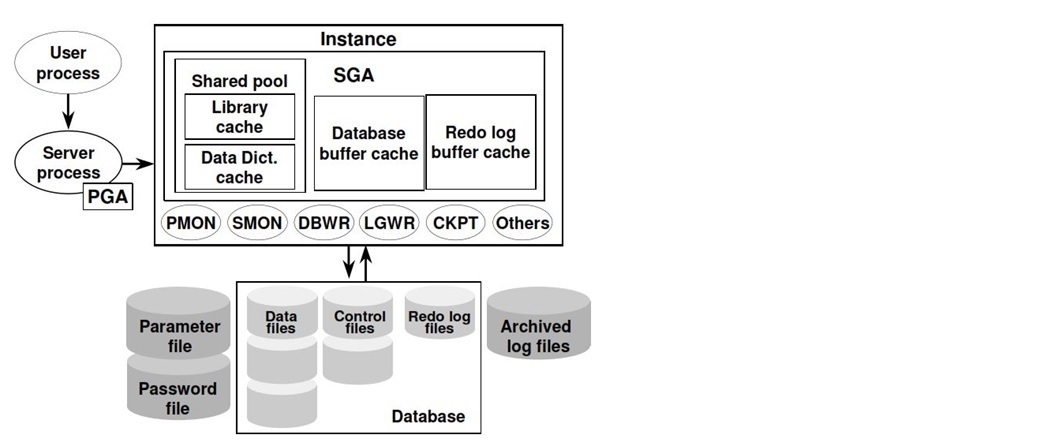 Instance
User
process
SGA
Shared pool
Library
cache
Database
buffer cache
Redo log
buffer cache
Server
process
Data Dict.
cache
PGA
PMON
SMON
DBWR
LGWR
CKPT
Others
Parameter
file
Data
files
Control
files
Redo log
files
Archived
log files
Password
file
Database